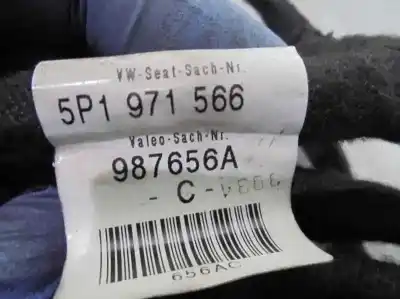 VW-Seat-Sach-Nr.
5P1 971 566
Valeo-Sach-Nr.
987656A
- C -
656AC